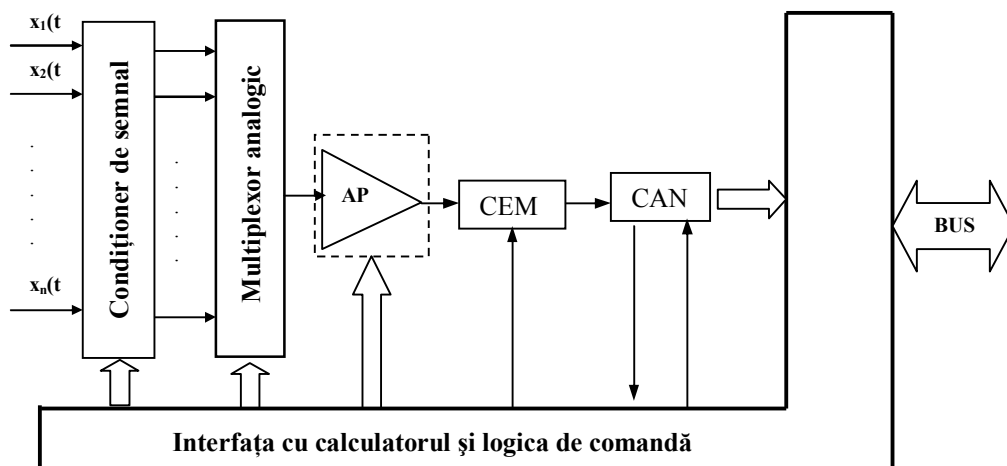 x₁(t
x₂(t
xₙ(t
Condiționer de semnal
Multiplexor analogic
AP
CEM
CAN
BUS
Interfața cu calculatorul şi logica de comandă